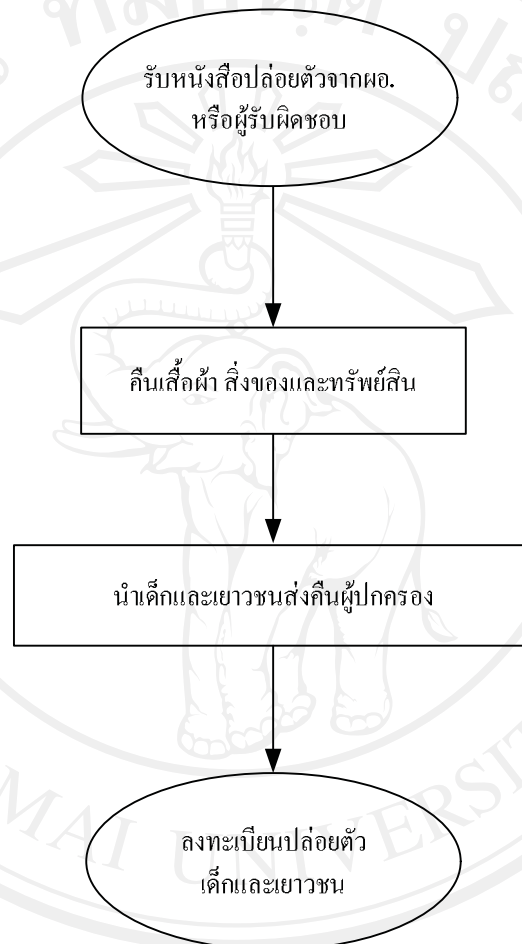 รับหนังสือปล่อยตัวจากผอ.
หรือผู้รับผิดชอบ
คืนเสื้อผ้า สิ่งของและทรัพย์สิน
นำเด็กและเยาวชนส่งคืนผู้ปกครอง
ลงทะเบียนปล่อยตัว
เด็กและเยาวชน
MAI UNIVERSIT